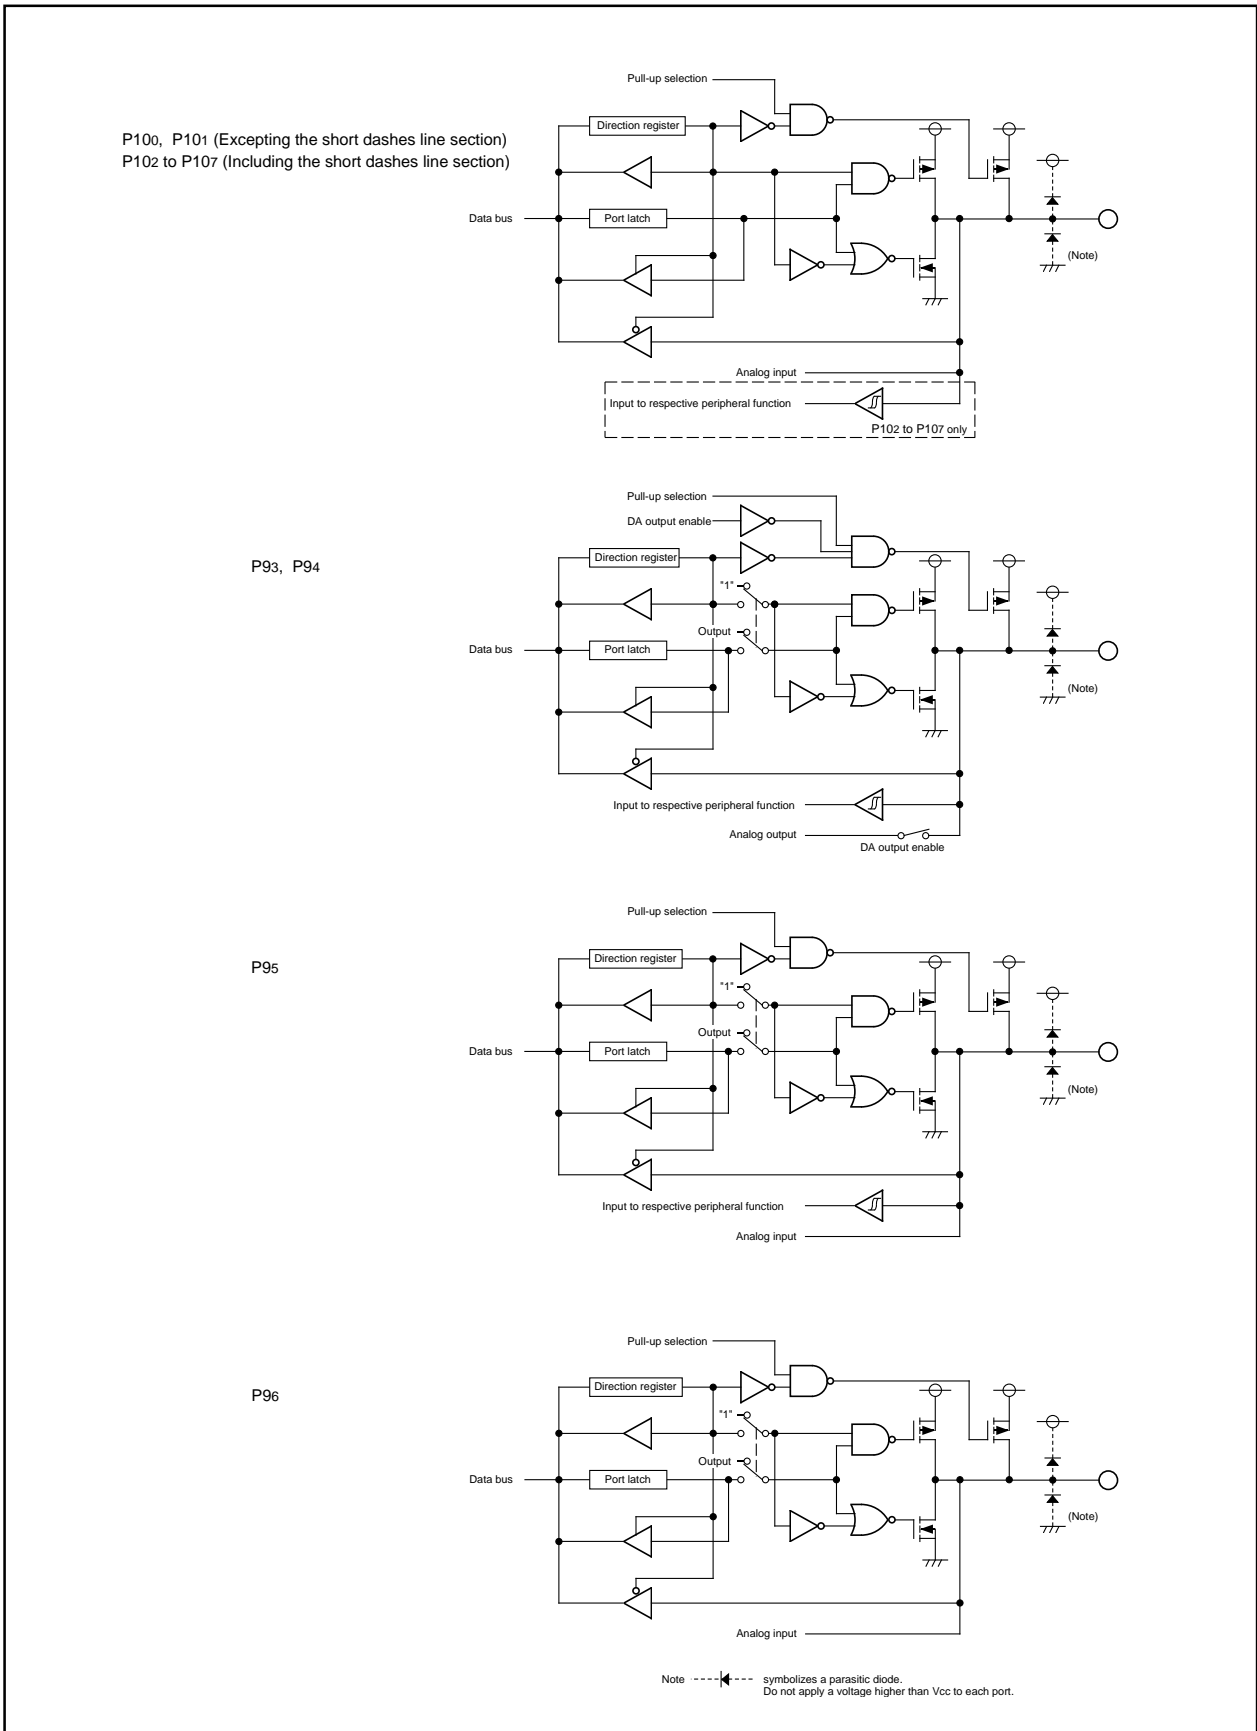 Pull-up selection
P100, P101 (Excepting the short dashes line section)
P102 to P107 (Including the short dashes line section)
Direction register
Data bus
Port latch
(Note)
Analog input
Input to respective peripheral function
P102 to P107 only
Pull-up selection
DA output enable
P93, P94
Direction register
"1"
Output
Data bus
Port latch
(Note)
Input to respective peripheral function
Analog output
DA output enable
Pull-up selection
P95
Direction register
"1"
Output
Data bus
Port latch
(Note)
Input to respective peripheral function
Analog input
Pull-up selection
P96
Direction register
"1"
Output
Data bus
Port latch
(Note)
Analog input
Note symbolizes a parasitic diode.
Do not apply a voltage higher than Vcc to each port.